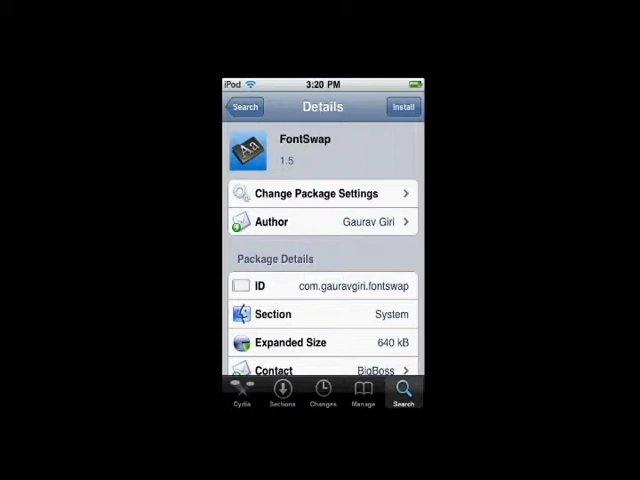 iPod 3:20 PM
Search Details Install
Aa
FontSwap
1.5
Change Package Settings
Author Gaurav Giri
Package Details
ID com.gauravgiri.fontswap
Section System
Expanded Size 640 kB
Contact BigBoss
Cydia Sections Changes Manage Search